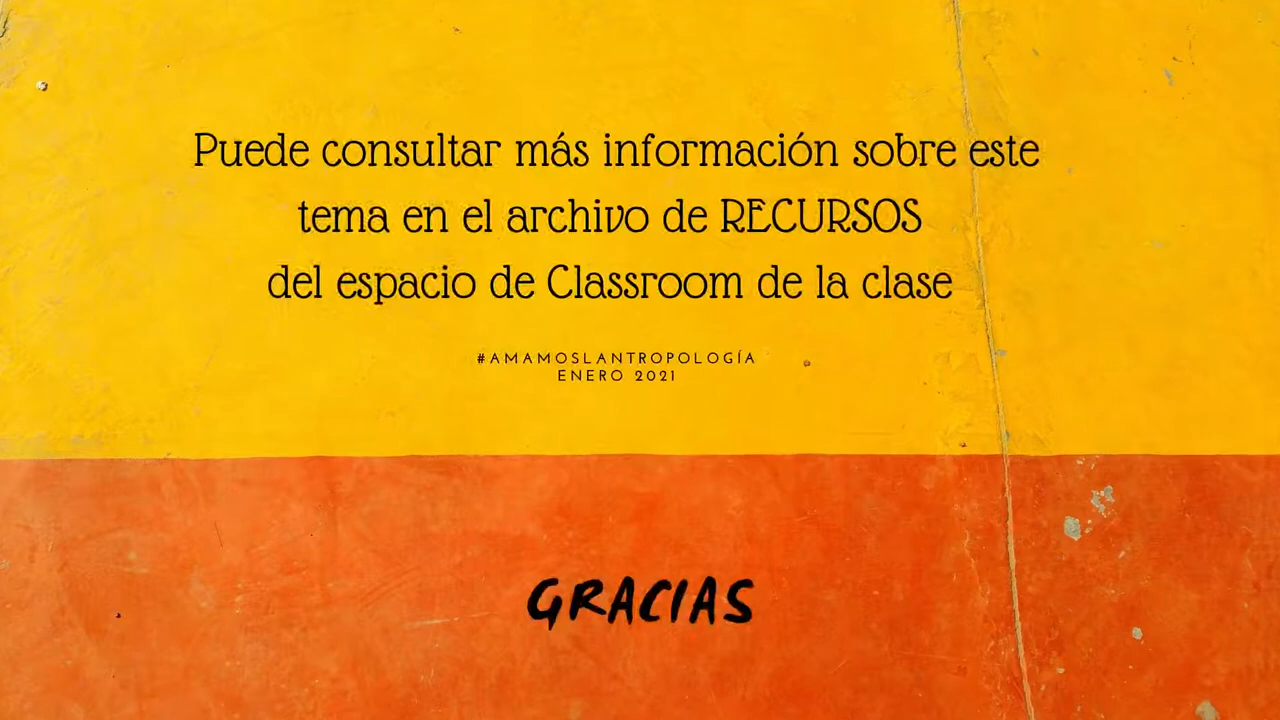 Puede consultar más información sobre este
tema en el archivo de RECURSOS
del espacio de Classroom de la clase
#AMAMOSLANTROPOLOGÍA
ENERO 2021
GRACIAS